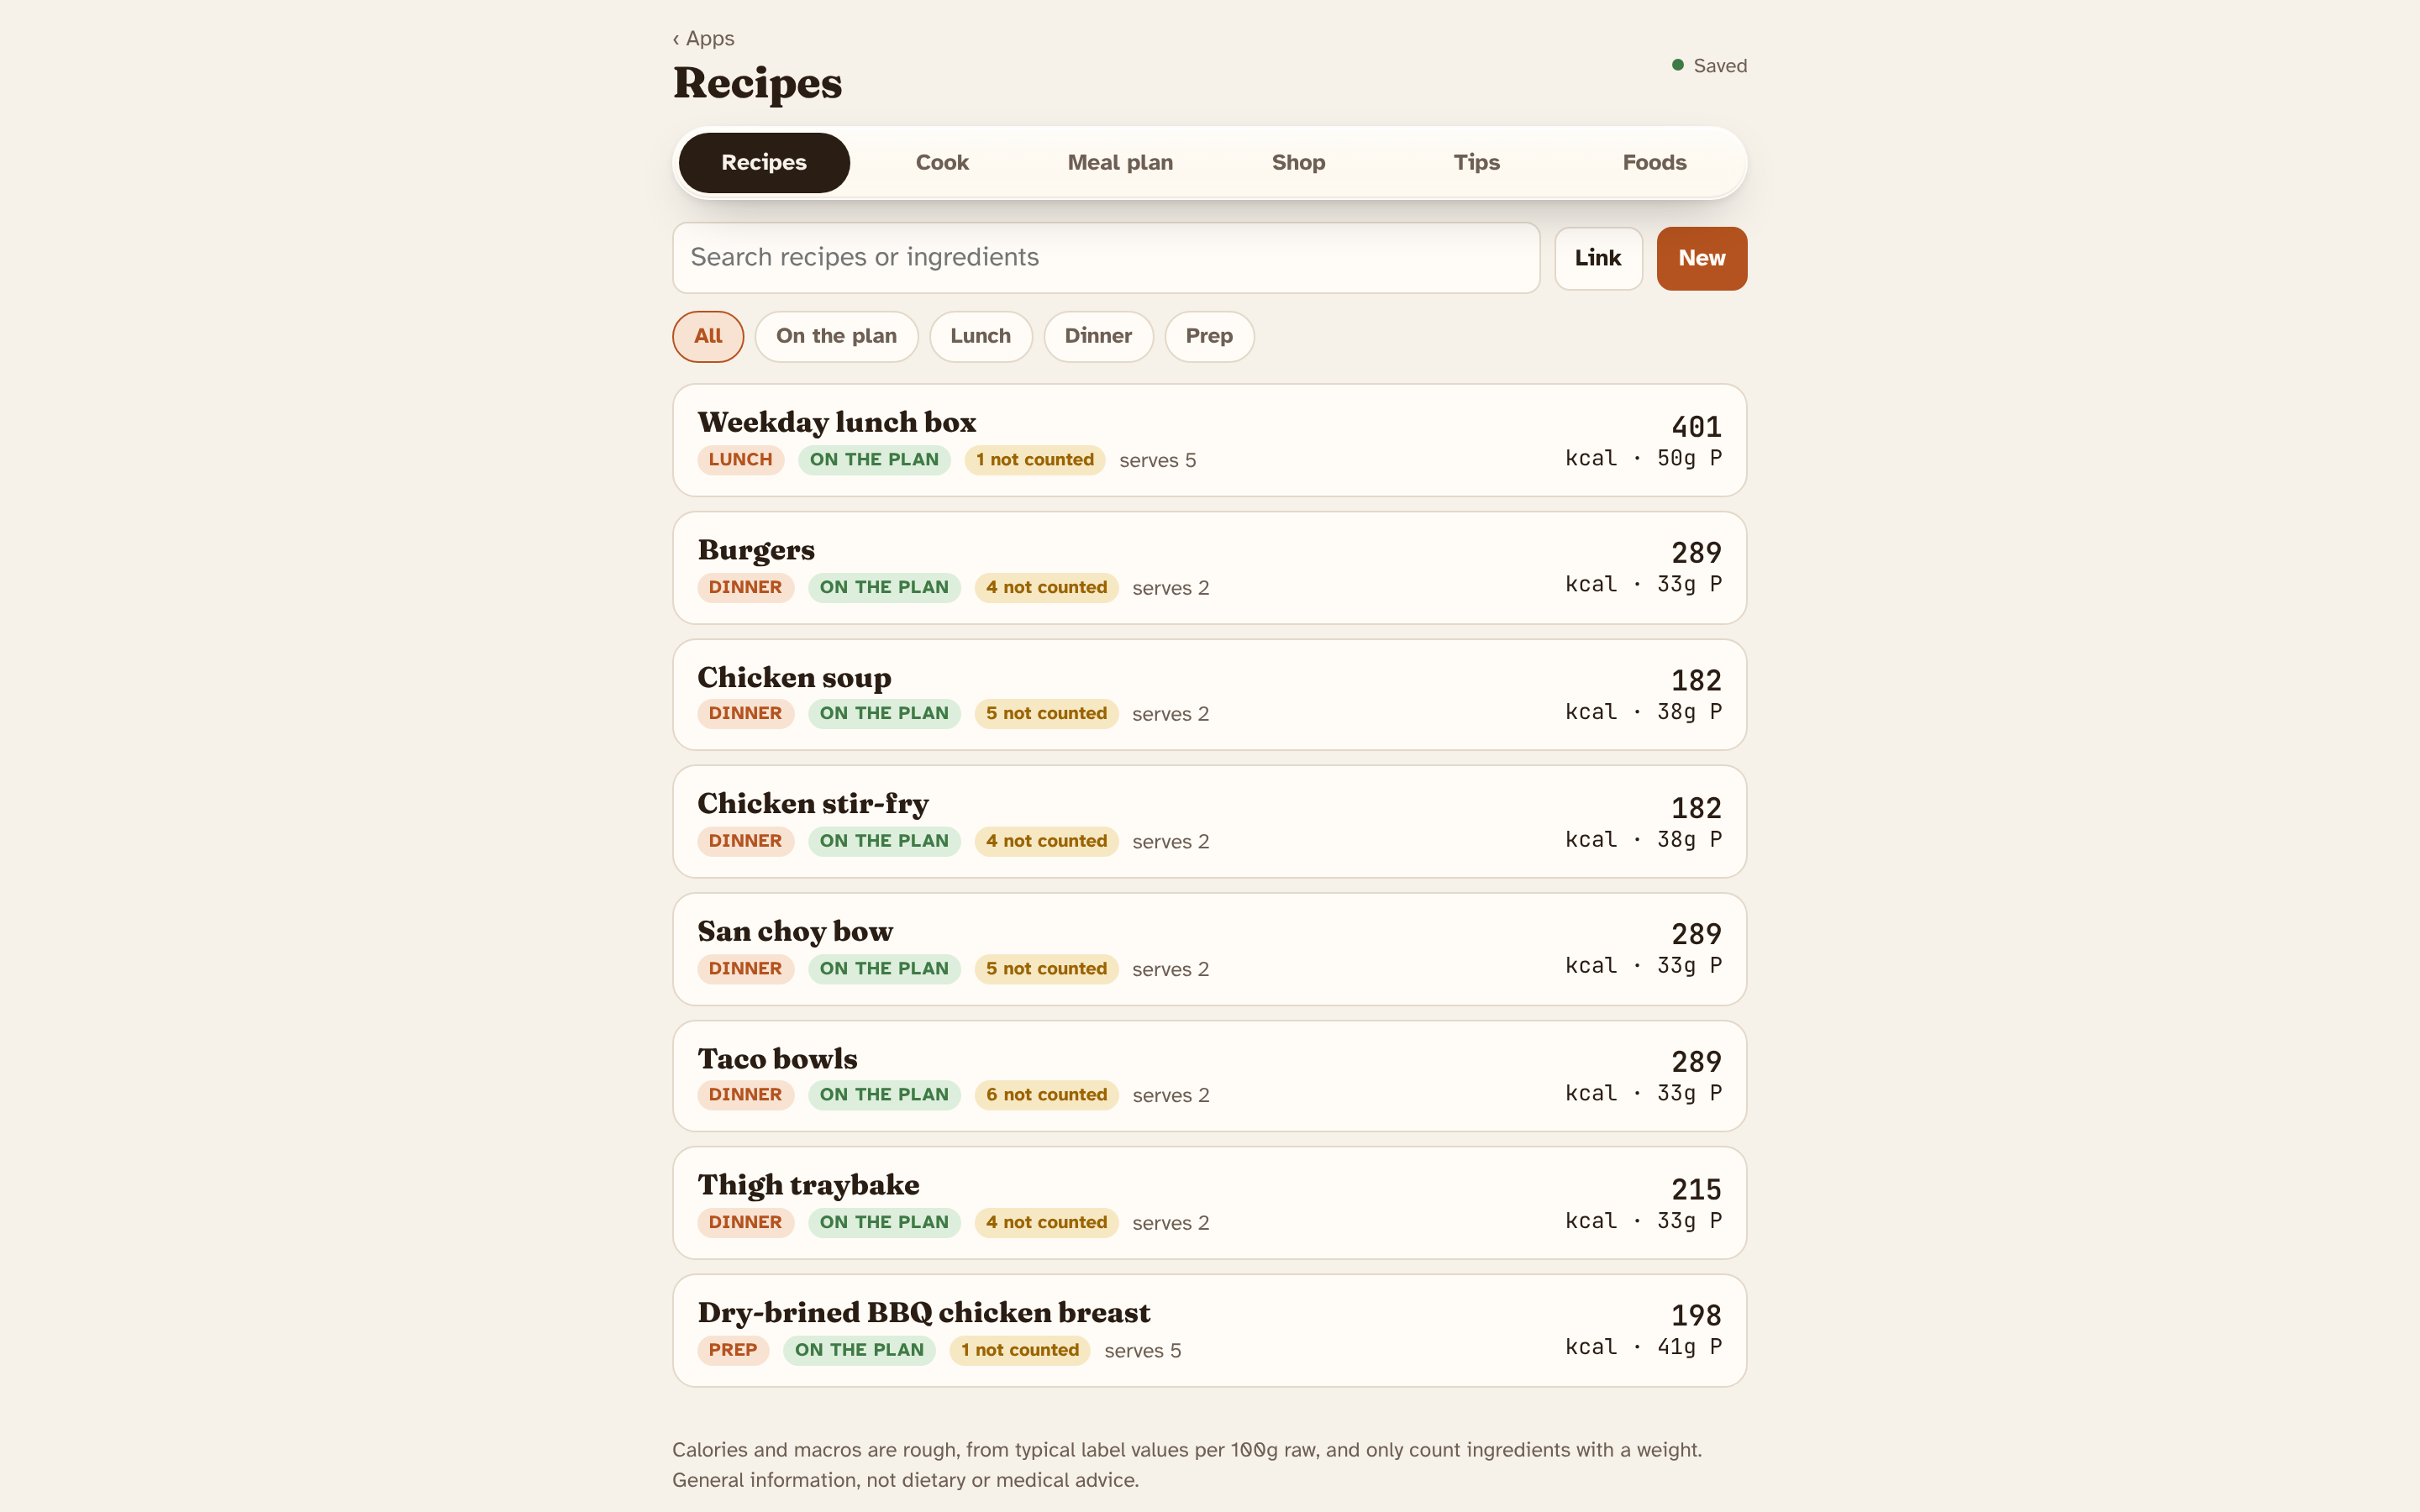 ‹ Apps
Recipes
Saved
Recipes Cook Meal plan Shop Tips Foods
Search recipes or ingredients Link New
All On the plan Lunch Dinner Prep
Weekday lunch box 401
LUNCH ON THE PLAN 1 not counted serves 5 kcal · 50g P
Burgers 289
DINNER ON THE PLAN 4 not counted serves 2 kcal · 33g P
Chicken soup 182
DINNER ON THE PLAN 5 not counted serves 2 kcal · 38g P
Chicken stir-fry 182
DINNER ON THE PLAN 4 not counted serves 2 kcal · 38g P
San choy bow 289
DINNER ON THE PLAN 5 not counted serves 2 kcal · 33g P
Taco bowls 289
DINNER ON THE PLAN 6 not counted serves 2 kcal · 33g P
Thigh traybake 215
DINNER ON THE PLAN 4 not counted serves 2 kcal · 33g P
Dry-brined BBQ chicken breast 198
PREP ON THE PLAN 1 not counted serves 5 kcal · 41g P
Calories and macros are rough, from typical label values per 100g raw, and only count ingredients with a weight.
General information, not dietary or medical advice.